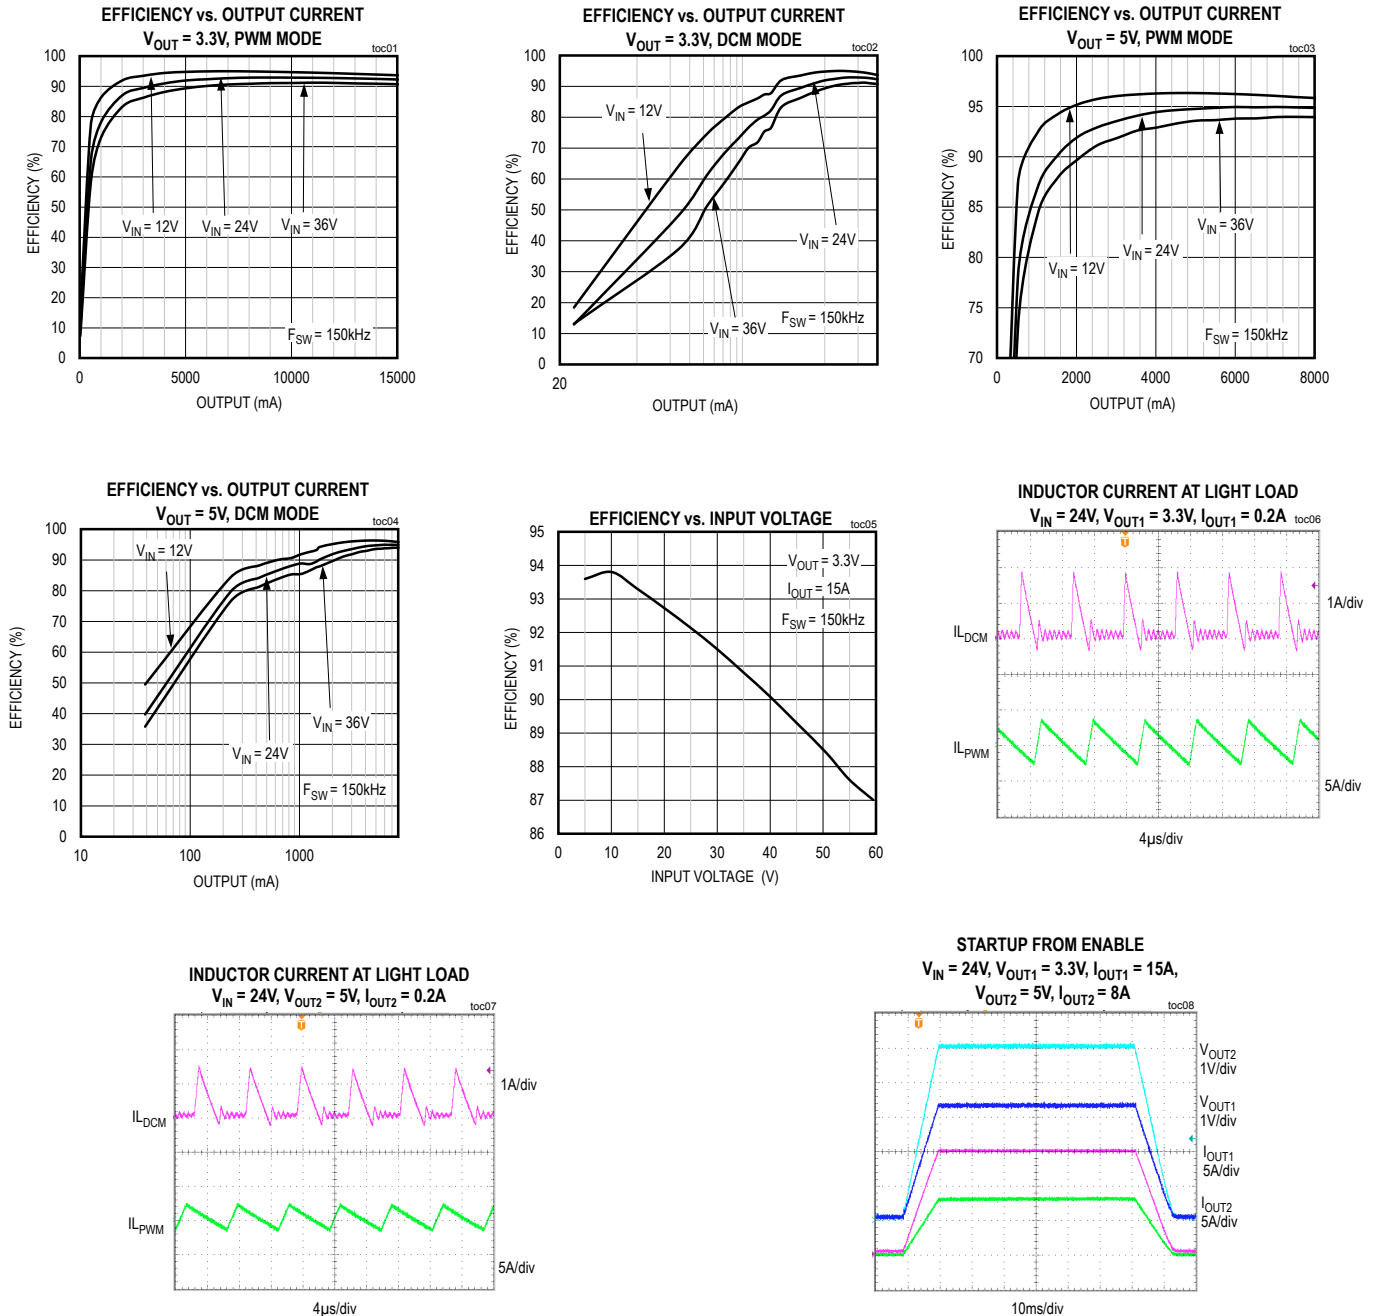 EFFICIENCY vs. OUTPUT CURRENT
VOUT = 3.3V, PWM MODE
toc01
100
90
80
70
60
50
40
30
20
10
0
EFFICIENCY (%)
VIN = 12V
VIN = 24V
VIN = 36V
FSW = 150kHz
0
5000
10000
15000
OUTPUT (mA)
EFFICIENCY vs. OUTPUT CURRENT
VOUT = 3.3V, DCM MODE
toc02
100
90
80
70
60
50
40
30
20
10
0
EFFICIENCY (%)
VIN = 12V
VIN = 24V
VIN = 36V
FSW = 150kHz
20
OUTPUT (mA)
EFFICIENCY vs. OUTPUT CURRENT
VOUT = 5V, PWM MODE
toc03
100
95
90
85
80
75
70
EFFICIENCY (%)
VIN = 36V
VIN = 24V
VIN = 12V
FSW = 150kHz
0
2000
4000
6000
8000
OUTPUT (mA)
EFFICIENCY vs. OUTPUT CURRENT
VOUT = 5V, DCM MODE
toc04
100
90
80
70
60
50
40
30
20
10
0
EFFICIENCY (%)
VIN = 12V
VIN = 36V
VIN = 24V
FSW = 150kHz
10
100
1000
OUTPUT (mA)
EFFICIENCY vs. INPUT VOLTAGE
toc05
95
94
93
92
91
90
89
88
87
86
EFFICIENCY (%)
VOUT = 3.3V
IOUT = 15A
FSW = 150kHz
0
10
20
30
40
50
60
INPUT VOLTAGE (V)
INDUCTOR CURRENT AT LIGHT LOAD
VIN = 24V, VOUT1 = 3.3V, IOUT1 = 0.2A
toc06
T
1A/div
ILDCM
ILPWM
5A/div
4µs/div
INDUCTOR CURRENT AT LIGHT LOAD
VIN = 24V, VOUT2 = 5V, IOUT2 = 0.2A
toc07
T
1A/div
ILDCM
ILPWM
5A/div
4µs/div
STARTUP FROM ENABLE
VIN = 24V, VOUT1 = 3.3V, IOUT1 = 15A,
VOUT2 = 5V, IOUT2 = 8A
toc08
T
VOUT2
1V/div
VOUT1
1V/div
IOUT1
5A/div
IOUT2
5A/div
10ms/div